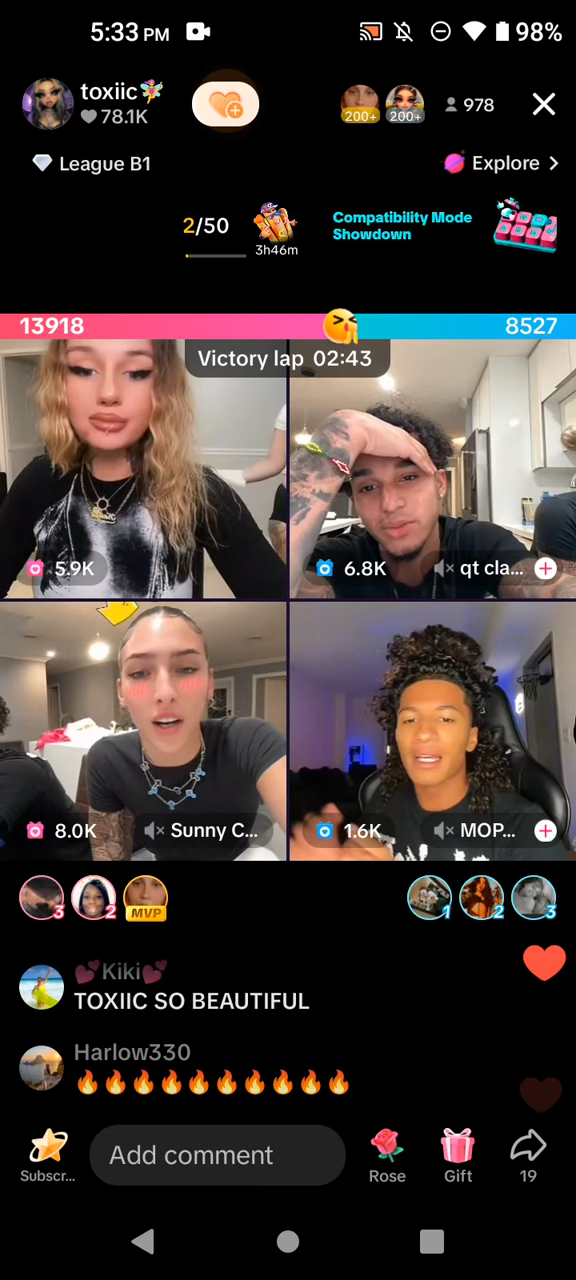 5:33 PM
98%
toxiic🧚
78.1K
200+
200+
978
League B1
Explore >
2/50
3h46m
Compatibility Mode
Showdown
13918
8527
Victory lap 02:43
5.9K
6.8K
qt cla...
8.0K
Sunny C...
1.6K
MOP...
3
2
MVP
1
2
3
💕Kiki💕
TOXIIC SO BEAUTIFUL
Harlow330
🔥🔥🔥🔥🔥🔥🔥🔥🔥🔥
Subscr...
Add comment
Rose
Gift
19